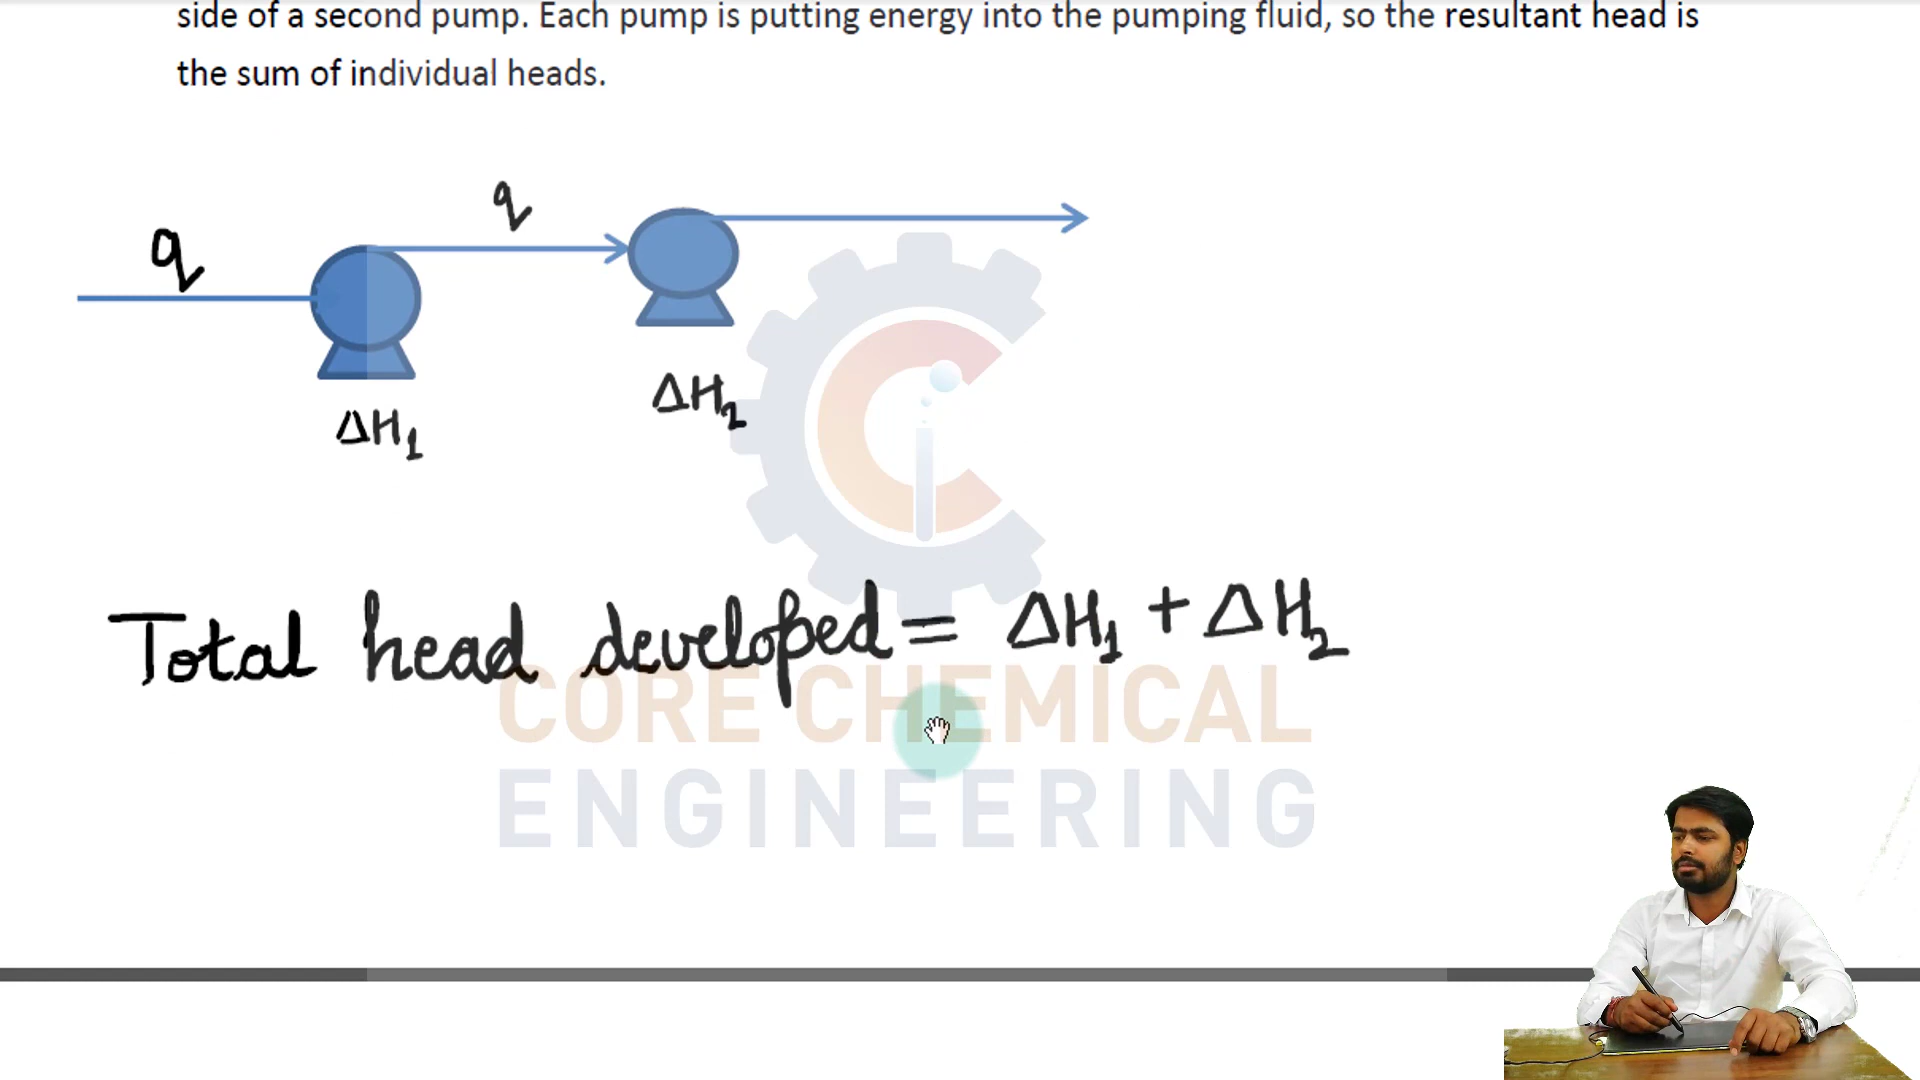 side of a second pump. Each pump is putting energy into the pumping fluid, so the resultant head is
the sum of individual heads.
q
q
ΔH₁
ΔH₂
Total head developed = ΔH₁ + ΔH₂
CORE CHEMICAL
ENGINEERING